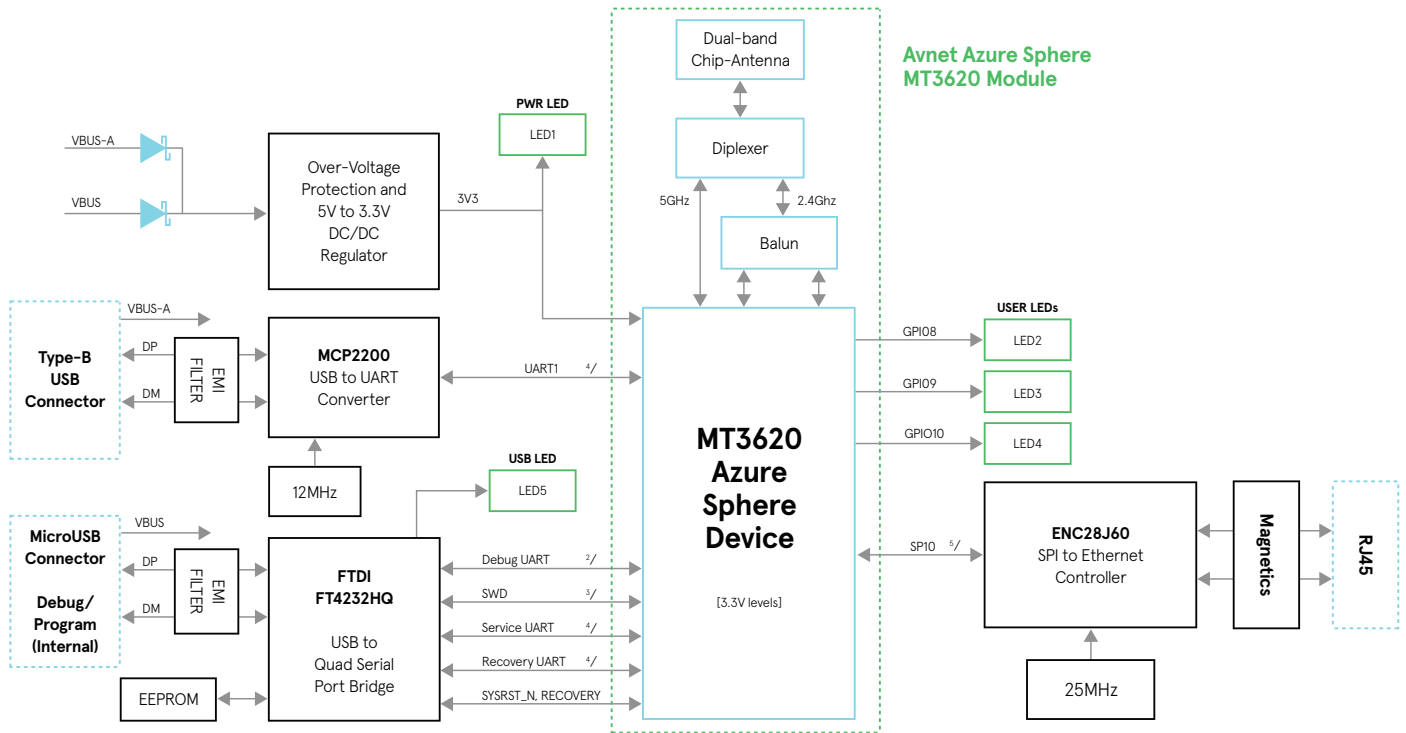 Dual-band
Chip-Antenna
Avnet Azure Sphere
MT3620 Module
PWR LED
LED1
Diplexer
VBUS-A
VBUS
Over-Voltage
Protection and
5V to 3.3V
DC/DC
Regulator
3V3
5GHz
2.4Ghz
Balun
Type-B
USB
Connector
VBUS-A
DP
DM
EMI
FILTER
MCP2200
USB to UART
Converter
UART1 4/
12MHz
USB LED
LED5
MT3620
Azure
Sphere
Device
[3.3V levels]
USER LEDs
GPI08
LED2
GPI09
LED3
GPIO10
LED4
MicroUSB
Connector
Debug/
Program
(Internal)
VBUS
DP
DM
EMI
FILTER
FTDI
FT4232HQ
USB to
Quad Serial
Port Bridge
EEPROM
Debug UART 2/
SWD 3/
Service UART 4/
Recovery UART 4/
SYSRST_N, RECOVERY
SP10 5/
ENC28J60
SPI to Ethernet
Controller
25MHz
Magnetics
RJ45